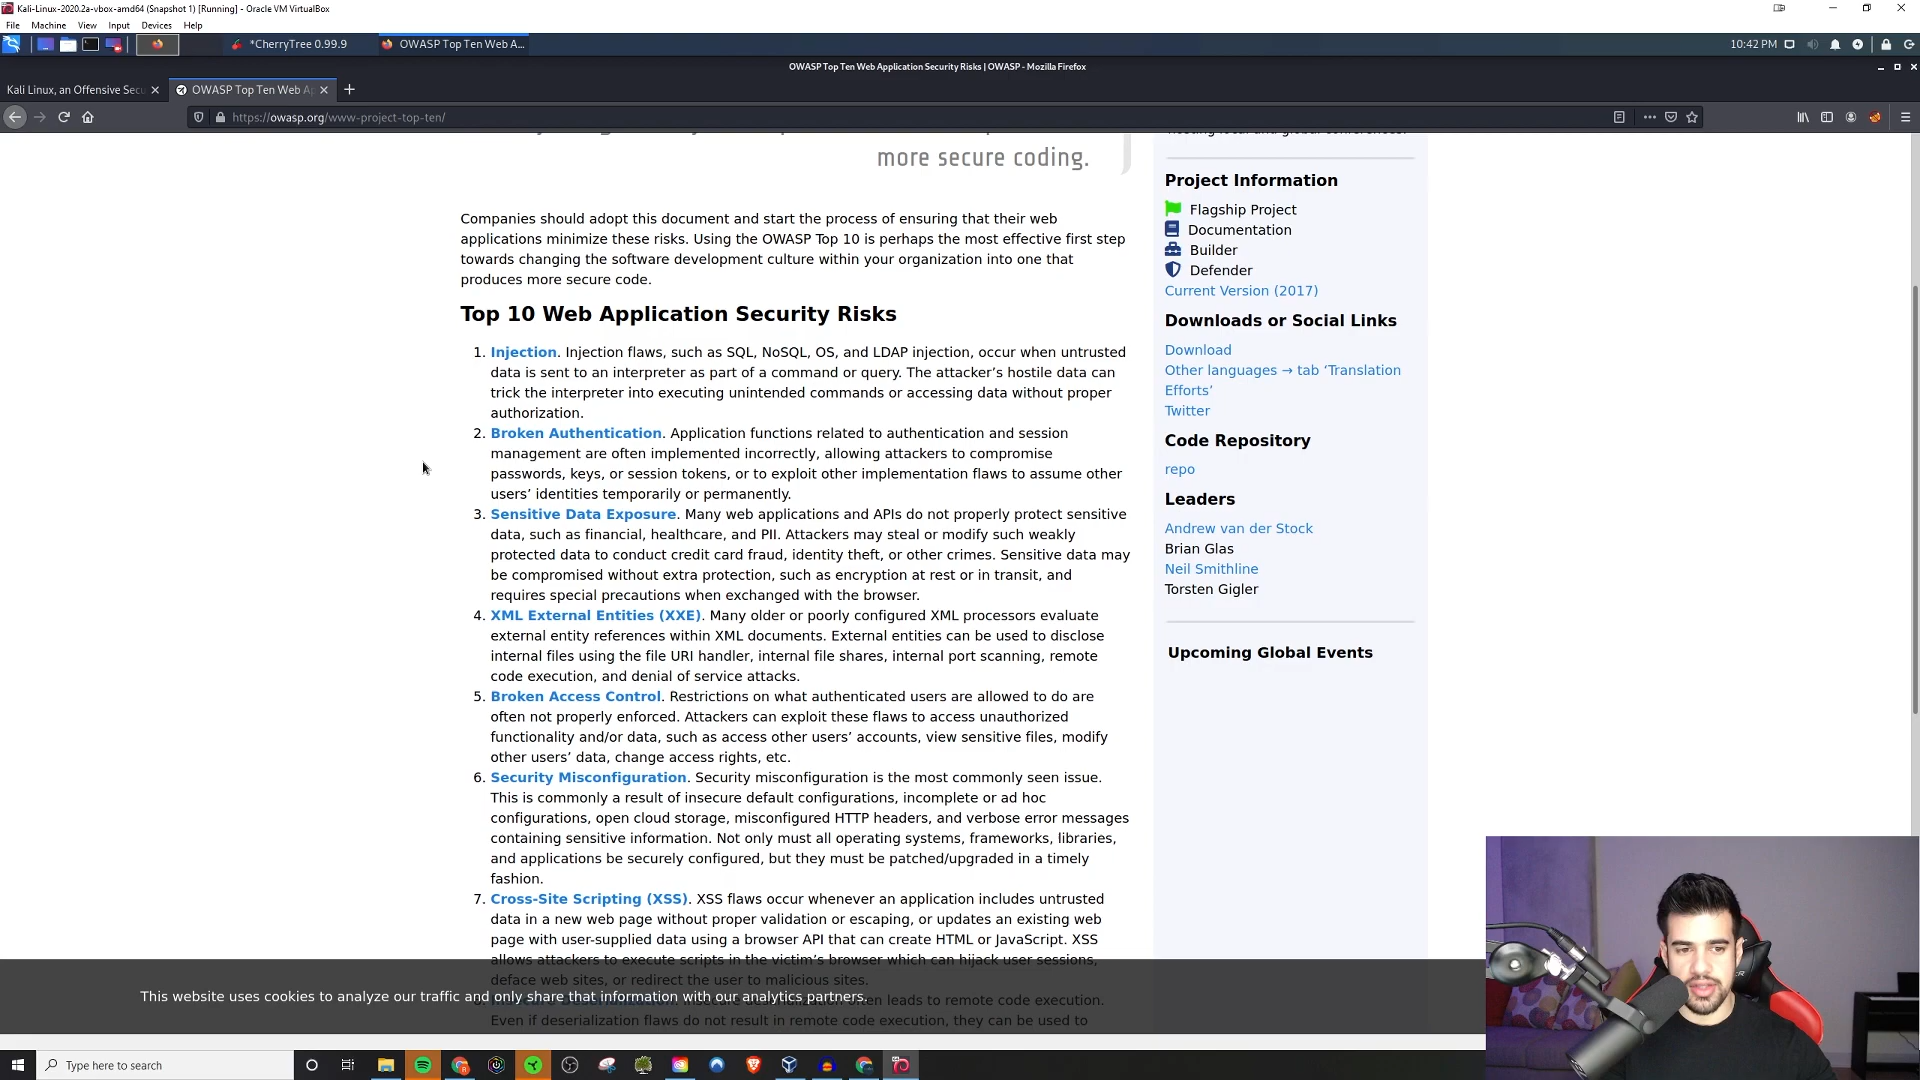 Kali-Linux-2020.2a-vbox-amd64 (Snapshot 1) [Running] - Oracle VM VirtualBox
File Machine View Input Devices Help
*CherryTree 0.99.9
OWASP Top Ten Web A...
10:42 PM
OWASP Top Ten Web Application Security Risks | OWASP - Mozilla Firefox
Kali Linux, an Offensive Secu
OWASP Top Ten Web Ap
https://owasp.org/www-project-top-ten/
more secure coding.
Companies should adopt this document and start the process of ensuring that their web
applications minimize these risks. Using the OWASP Top 10 is perhaps the most effective first step
towards changing the software development culture within your organization into one that
produces more secure code.
Top 10 Web Application Security Risks
1. Injection. Injection flaws, such as SQL, NoSQL, OS, and LDAP injection, occur when untrusted
data is sent to an interpreter as part of a command or query. The attacker’s hostile data can
trick the interpreter into executing unintended commands or accessing data without proper
authorization.
2. Broken Authentication. Application functions related to authentication and session
management are often implemented incorrectly, allowing attackers to compromise
passwords, keys, or session tokens, or to exploit other implementation flaws to assume other
users’ identities temporarily or permanently.
3. Sensitive Data Exposure. Many web applications and APIs do not properly protect sensitive
data, such as financial, healthcare, and PII. Attackers may steal or modify such weakly
protected data to conduct credit card fraud, identity theft, or other crimes. Sensitive data may
be compromised without extra protection, such as encryption at rest or in transit, and
requires special precautions when exchanged with the browser.
4. XML External Entities (XXE). Many older or poorly configured XML processors evaluate
external entity references within XML documents. External entities can be used to disclose
internal files using the file URI handler, internal file shares, internal port scanning, remote
code execution, and denial of service attacks.
5. Broken Access Control. Restrictions on what authenticated users are allowed to do are
often not properly enforced. Attackers can exploit these flaws to access unauthorized
functionality and/or data, such as access other users’ accounts, view sensitive files, modify
other users’ data, change access rights, etc.
6. Security Misconfiguration. Security misconfiguration is the most commonly seen issue.
This is commonly a result of insecure default configurations, incomplete or ad hoc
configurations, open cloud storage, misconfigured HTTP headers, and verbose error messages
containing sensitive information. Not only must all operating systems, frameworks, libraries,
and applications be securely configured, but they must be patched/upgraded in a timely
fashion.
7. Cross-Site Scripting (XSS). XSS flaws occur whenever an application includes untrusted
data in a new web page without proper validation or escaping, or updates an existing web
page with user-supplied data using a browser API that can create HTML or JavaScript. XSS
allows attackers to execute scripts in the victim’s browser which can hijack user sessions,
deface web sites, or redirect the user to malicious sites.
leads to remote code execution.
Even if deserialization flaws do not result in remote code execution, they can be used to
This website uses cookies to analyze our traffic and only share that information with our analytics partners.
Project Information
Flagship Project
Documentation
Builder
Defender
Current Version (2017)
Downloads or Social Links
Download
Other languages → tab ‘Translation
Efforts’
Twitter
Code Repository
repo
Leaders
Andrew van der Stock
Brian Glas
Neil Smithline
Torsten Gigler
Upcoming Global Events
Type here to search